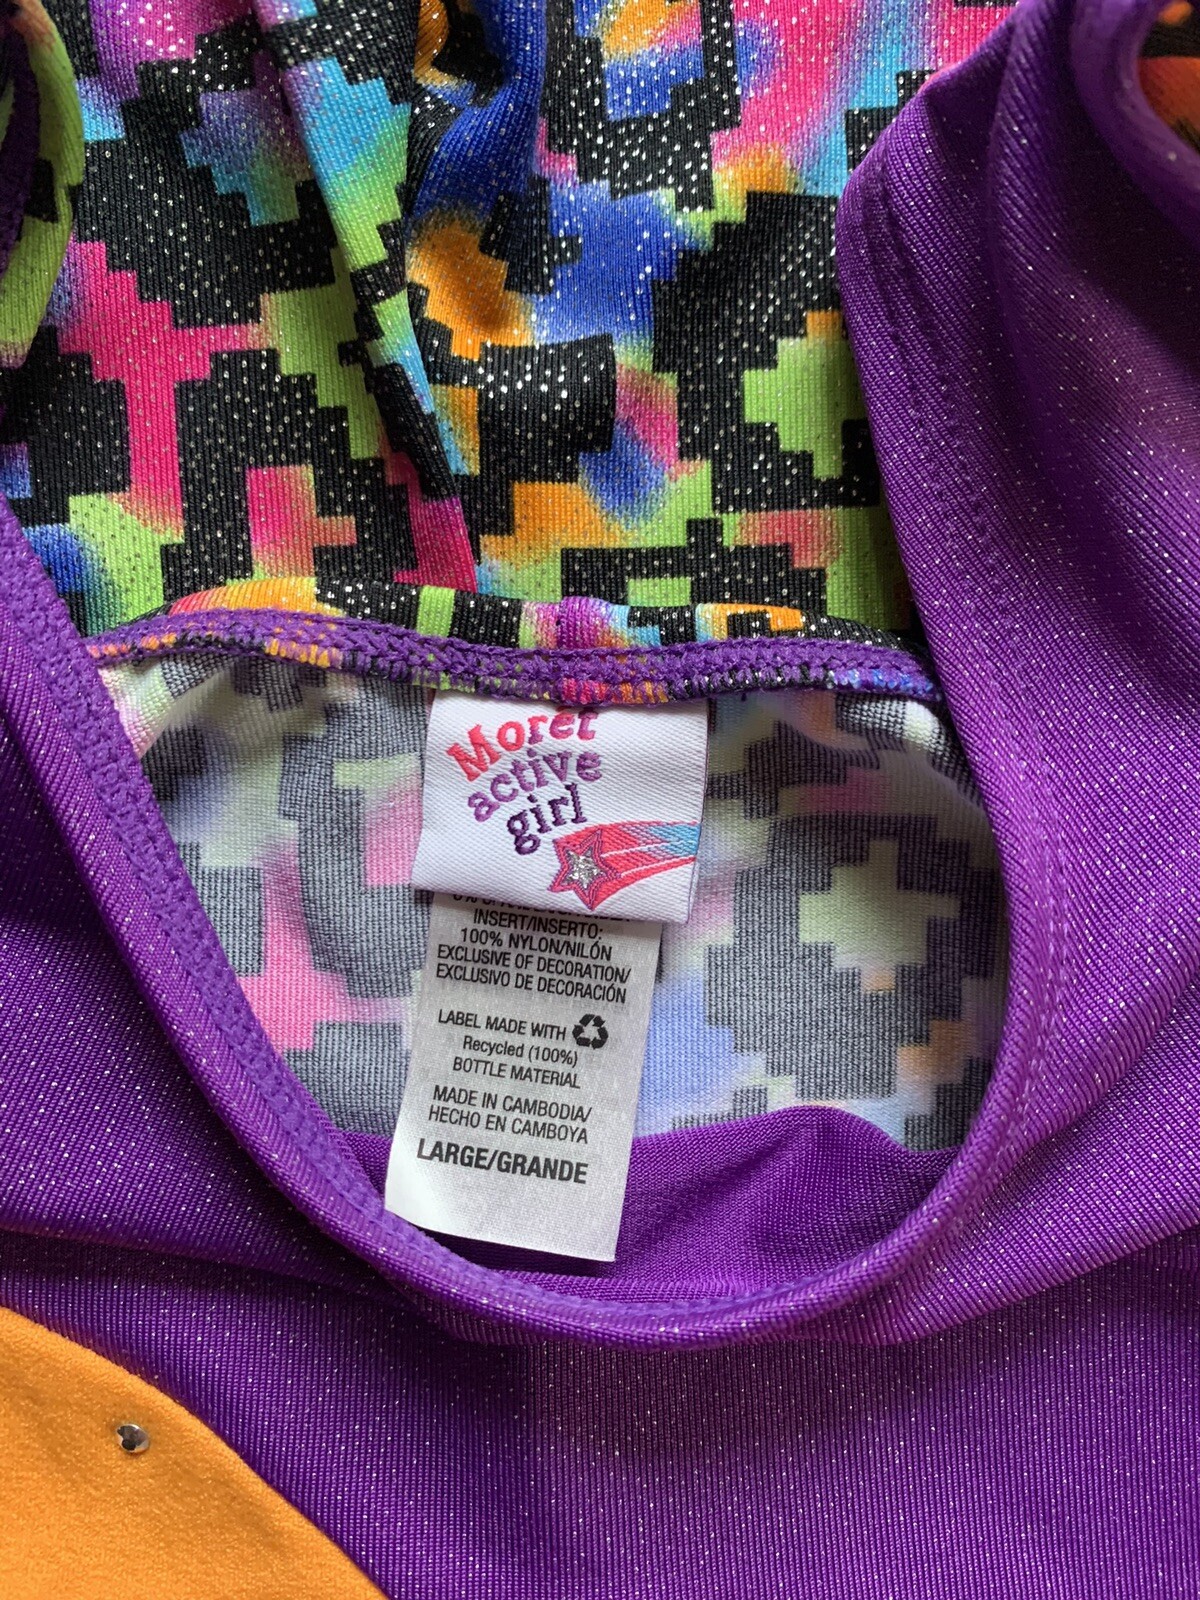 Moret
active
girl
INSERT/INSERTO:
100% NYLON/NILÓN
EXCLUSIVE OF DECORATION/
EXCLUSIVO DE DECORACIÓN
LABEL MADE WITH
Recycled (100%)
BOTTLE MATERIAL
MADE IN CAMBODIA/
HECHO EN CAMBOYA
LARGE/GRANDE